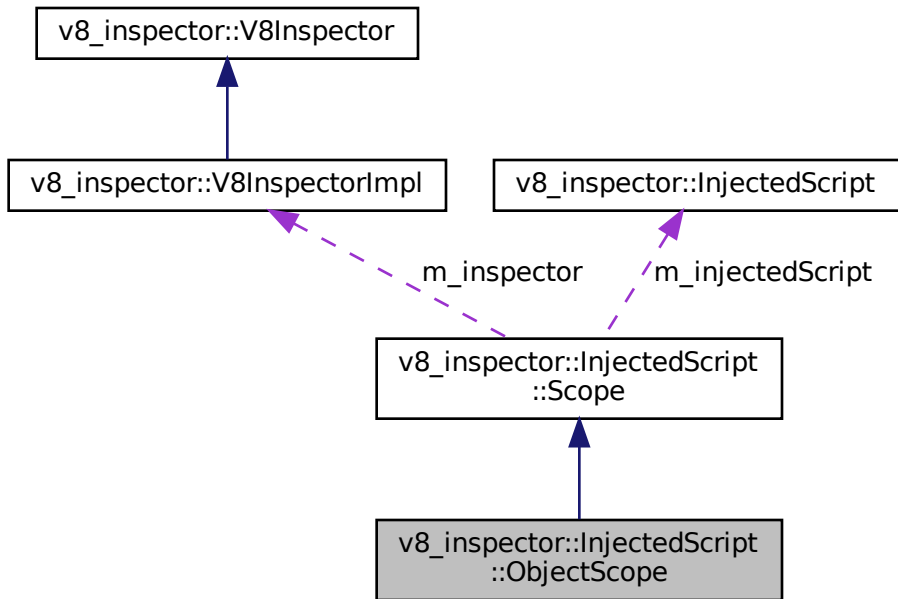 v8_inspector::V8Inspector
v8_inspector::V8InspectorImpl
v8_inspector::InjectedScript
m_inspector
m_injectedScript
v8_inspector::InjectedScript
::Scope
v8_inspector::InjectedScript
::ObjectScope